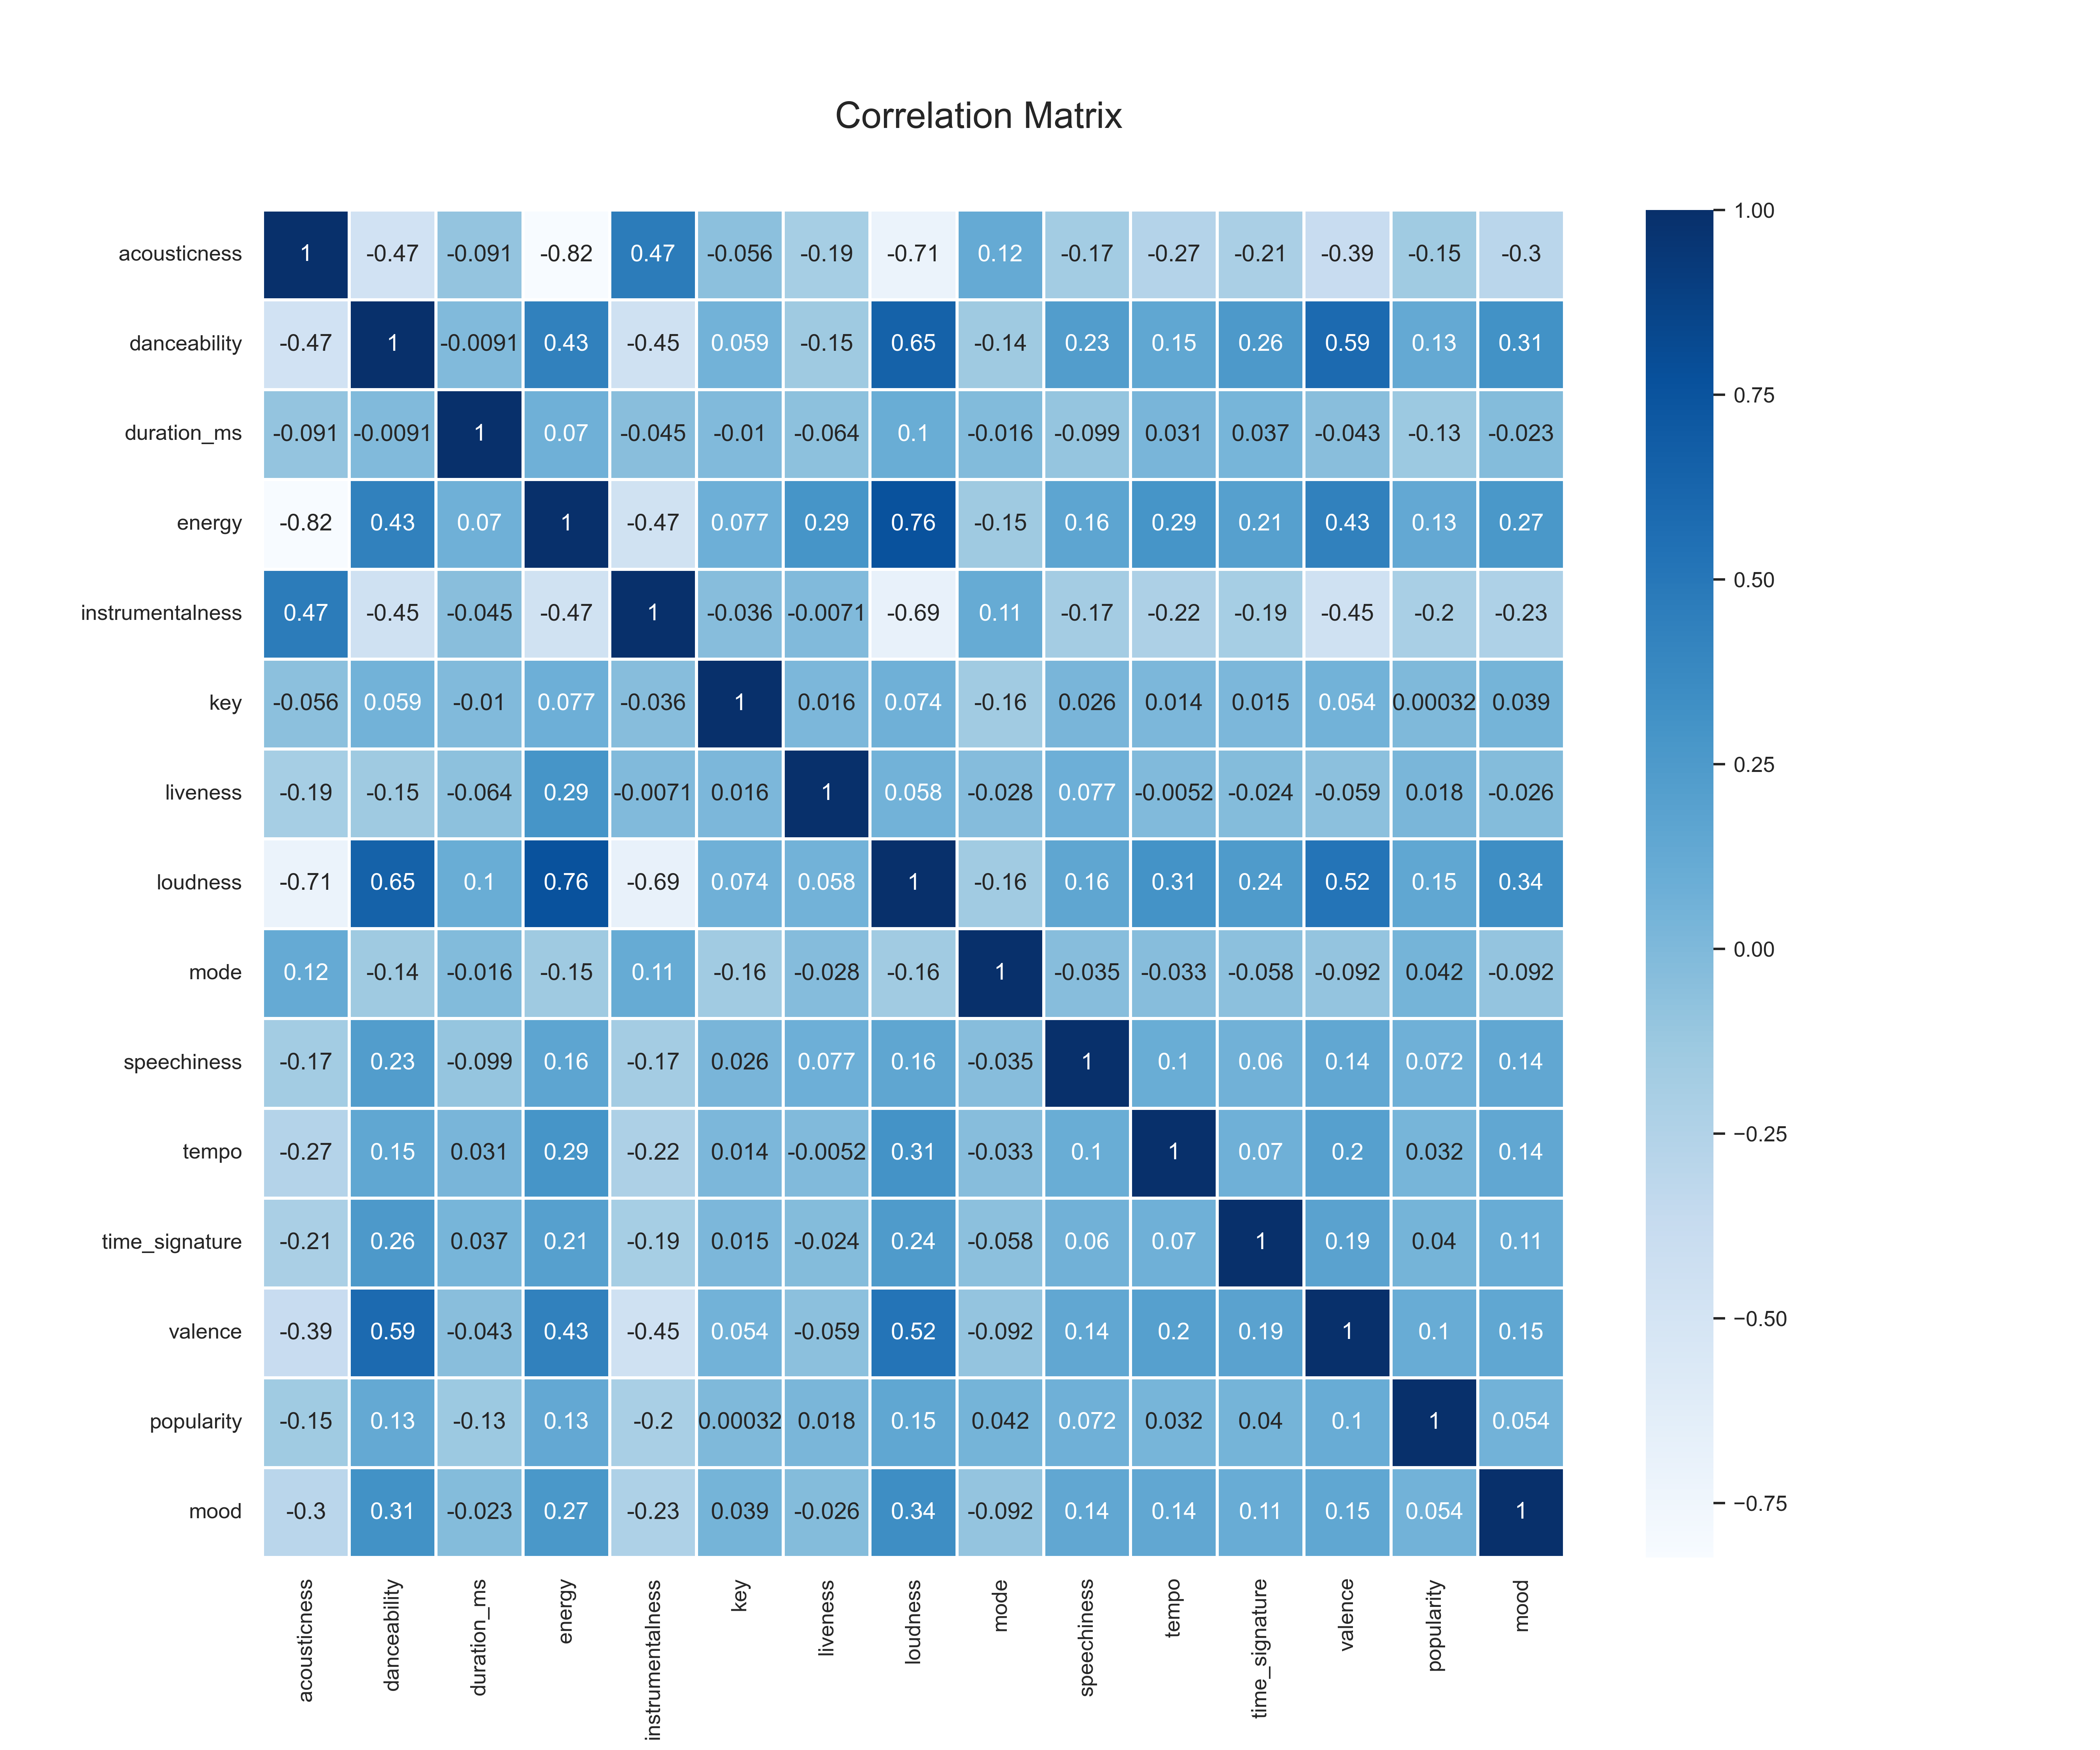 Correlation Matrix
acousticness 1 -0.47 -0.091 -0.82 0.47 -0.056 -0.19 -0.71 0.12 -0.17 -0.27 -0.21 -0.39 -0.15 -0.3
danceability -0.47 1 -0.0091 0.43 -0.45 0.059 -0.15 0.65 -0.14 0.23 0.15 0.26 0.59 0.13 0.31
duration_ms -0.091 -0.0091 1 0.07 -0.045 -0.01 -0.064 0.1 -0.016 -0.099 0.031 0.037 -0.043 -0.13 -0.023
energy -0.82 0.43 0.07 1 -0.47 0.077 0.29 0.76 -0.15 0.16 0.29 0.21 0.43 0.13 0.27
instrumentalness 0.47 -0.45 -0.045 -0.47 1 -0.036 -0.0071 -0.69 0.11 -0.17 -0.22 -0.19 -0.45 -0.2 -0.23
key -0.056 0.059 -0.01 0.077 -0.036 1 0.016 0.074 -0.16 0.026 0.014 0.015 0.054 0.00032 0.039
liveness -0.19 -0.15 -0.064 0.29 -0.0071 0.016 1 0.058 -0.028 0.077 -0.0052 -0.024 -0.059 0.018 -0.026
loudness -0.71 0.65 0.1 0.76 -0.69 0.074 0.058 1 -0.16 0.16 0.31 0.24 0.52 0.15 0.34
mode 0.12 -0.14 -0.016 -0.15 0.11 -0.16 -0.028 -0.16 1 -0.035 -0.033 -0.058 -0.092 0.042 -0.092
speechiness -0.17 0.23 -0.099 0.16 -0.17 0.026 0.077 0.16 -0.035 1 0.1 0.06 0.14 0.072 0.14
tempo -0.27 0.15 0.031 0.29 -0.22 0.014 -0.0052 0.31 -0.033 0.1 1 0.07 0.2 0.032 0.14
time_signature -0.21 0.26 0.037 0.21 -0.19 0.015 -0.024 0.24 -0.058 0.06 0.07 1 0.19 0.04 0.11
valence -0.39 0.59 -0.043 0.43 -0.45 0.054 -0.059 0.52 -0.092 0.14 0.2 0.19 1 0.1 0.15
popularity -0.15 0.13 -0.13 0.13 -0.2 0.00032 0.018 0.15 0.042 0.072 0.032 0.04 0.1 1 0.054
mood -0.3 0.31 -0.023 0.27 -0.23 0.039 -0.026 0.34 -0.092 0.14 0.14 0.11 0.15 0.054 1
acousticness danceability duration_ms energy instrumentalness key liveness loudness mode speechiness tempo time_signature valence popularity mood
1.00
0.75
0.50
0.25
0.00
−0.25
−0.50
−0.75